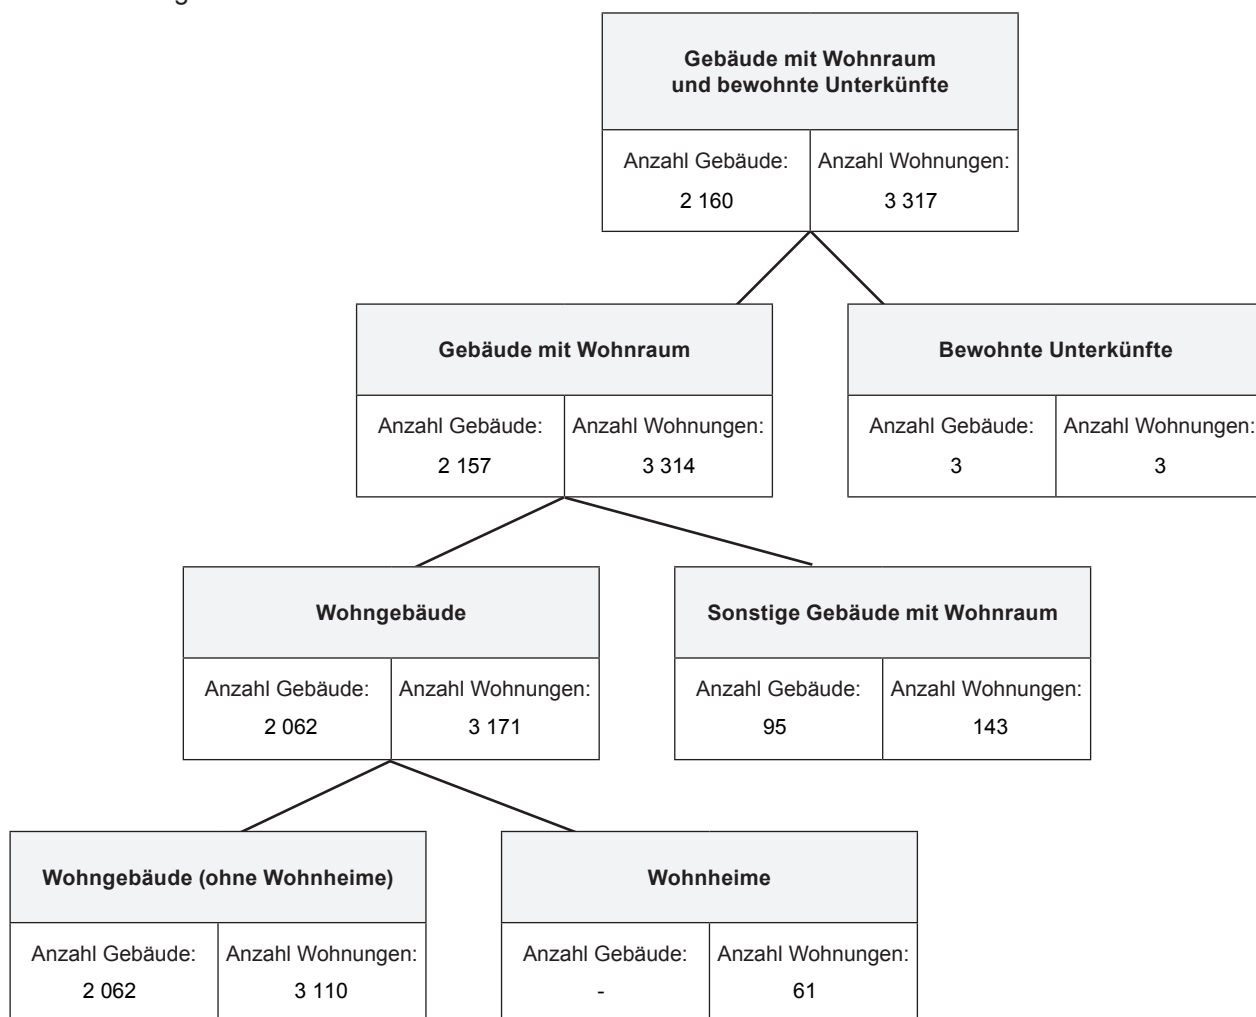 Gebäude mit Wohnraum
und bewohnte Unterkünfte
Anzahl Gebäude: Anzahl Wohnungen:
2 160 3 317
Gebäude mit Wohnraum
Bewohnte Unterkünfte
Anzahl Gebäude: Anzahl Wohnungen:
2 157 3 314
Anzahl Gebäude: Anzahl Wohnungen:
3 3
Wohngebäude
Sonstige Gebäude mit Wohnraum
Anzahl Gebäude: Anzahl Wohnungen:
2 062 3 171
Anzahl Gebäude: Anzahl Wohnungen:
95 143
Wohngebäude (ohne Wohnheime)
Wohnheime
Anzahl Gebäude: Anzahl Wohnungen:
2 062 3 110
Anzahl Gebäude: Anzahl Wohnungen:
- 61